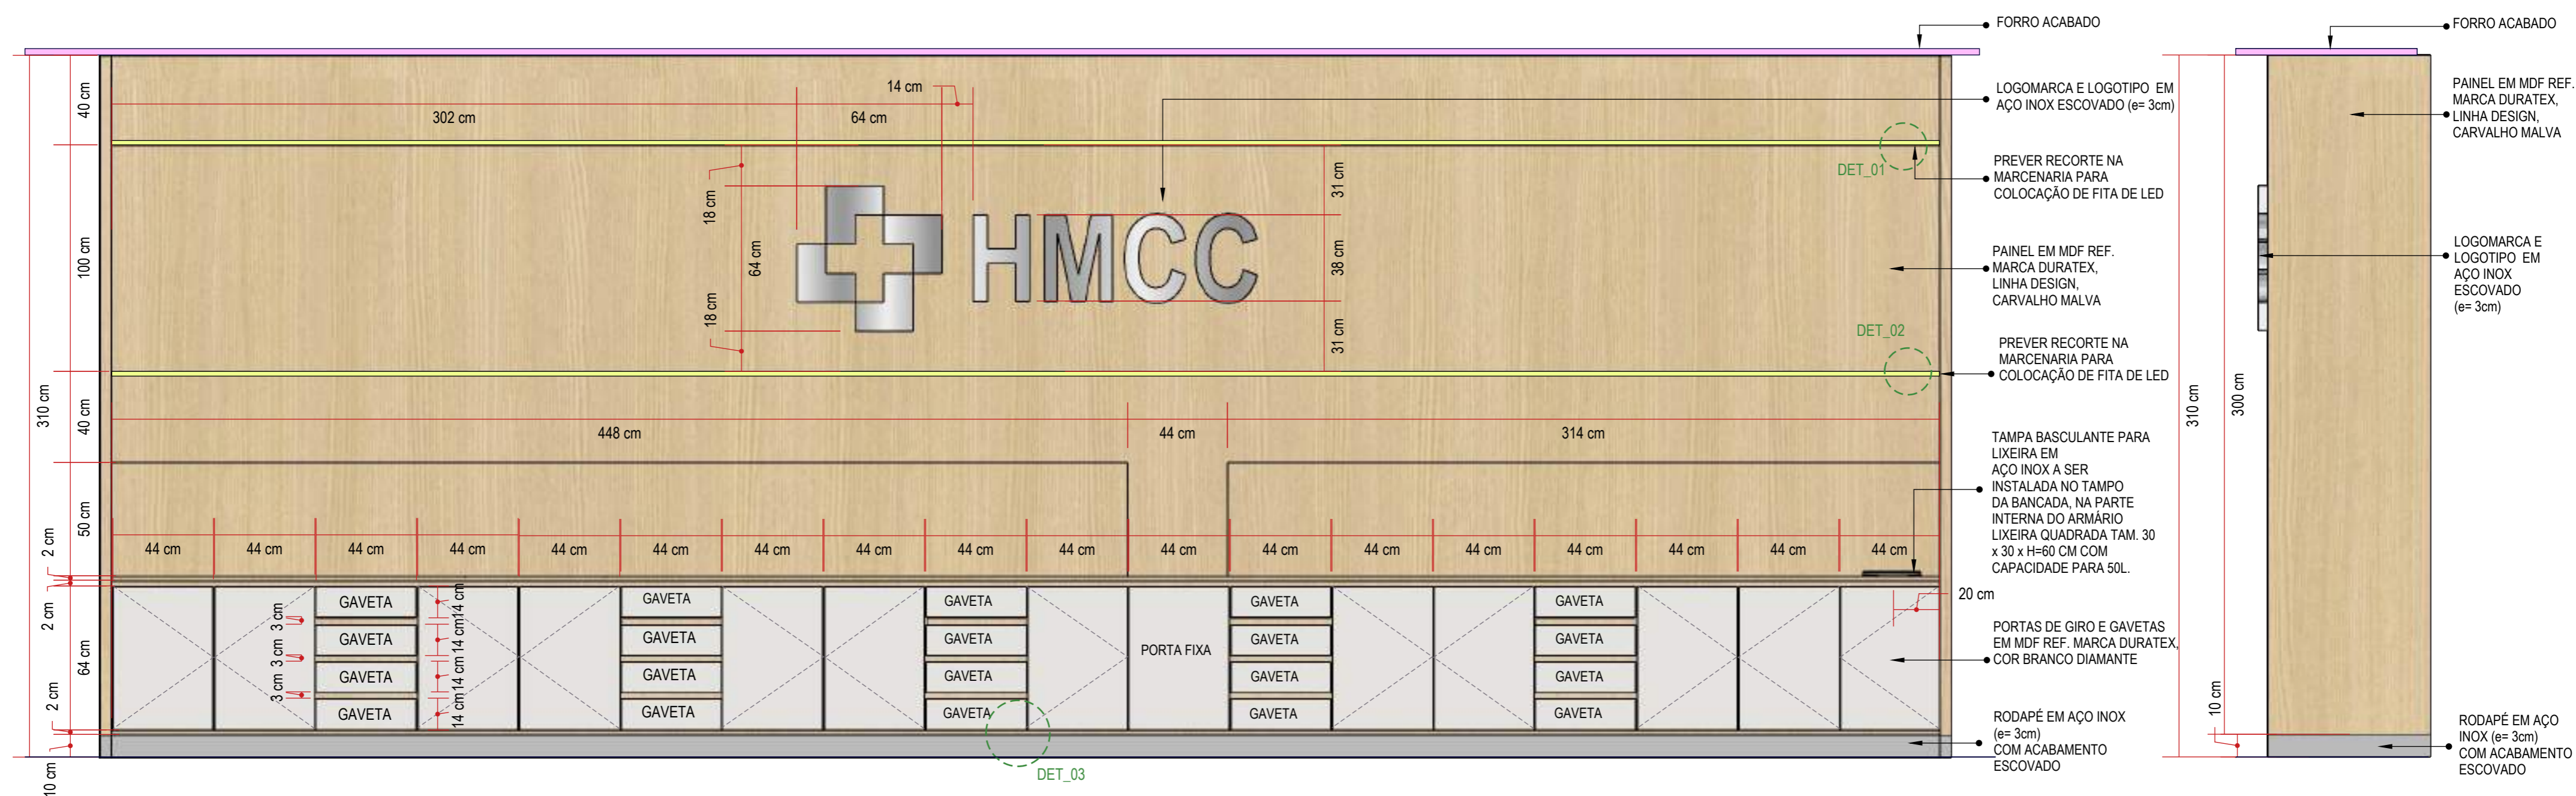 FORRO ACABADO
FORRO ACABADO
40 cm
302 cm
14 cm
64 cm
LOGOMARCA E LOGOTIPO EM
AÇO INOX ESCOVADO (e= 3cm)
PAINEL EM MDF REF.
MARCA DURATEX,
LINHA DESIGN,
CARVALHO MALVA
DET_01
PREVER RECORTE NA
MARCENARIA PARA
COLOCAÇÃO DE FITA DE LED
100 cm
18 cm
64 cm
18 cm
HMCC
31 cm
38 cm
31 cm
PAINEL EM MDF REF.
MARCA DURATEX,
LINHA DESIGN,
CARVALHO MALVA
LOGOMARCA E
LOGOTIPO EM
AÇO INOX
ESCOVADO
(e= 3cm)
DET_02
PREVER RECORTE NA
MARCENARIA PARA
COLOCAÇÃO DE FITA DE LED
310 cm
40 cm
448 cm
44 cm
314 cm
310 cm
300 cm
TAMPA BASCULANTE PARA
LIXEIRA EM
AÇO INOX A SER
INSTALADA NO TAMPO
DA BANCADA, NA PARTE
INTERNA DO ARMÁRIO
LIXEIRA QUADRADA TAM. 30
x 30 x H=60 CM COM
CAPACIDADE PARA 50L.
50 cm
2 cm
44 cm 44 cm 44 cm 44 cm 44 cm 44 cm 44 cm 44 cm 44 cm 44 cm 44 cm 44 cm 44 cm 44 cm 44 cm 44 cm 44 cm 44 cm
2 cm
64 cm
2 cm
10 cm
GAVETA GAVETA GAVETA GAVETA GAVETA
GAVETA GAVETA GAVETA GAVETA GAVETA
GAVETA GAVETA GAVETA GAVETA GAVETA
GAVETA GAVETA GAVETA GAVETA GAVETA
3 cm
3 cm
3 cm
14 cm
14 cm
14 cm
14 cm
PORTA FIXA
20 cm
PORTAS DE GIRO E GAVETAS
EM MDF REF. MARCA DURATEX,
COR BRANCO DIAMANTE
DET_03
RODAPÉ EM AÇO INOX
(e= 3cm)
COM ACABAMENTO
ESCOVADO
10 cm
RODAPÉ EM AÇO
INOX (e= 3cm)
COM ACABAMENTO
ESCOVADO